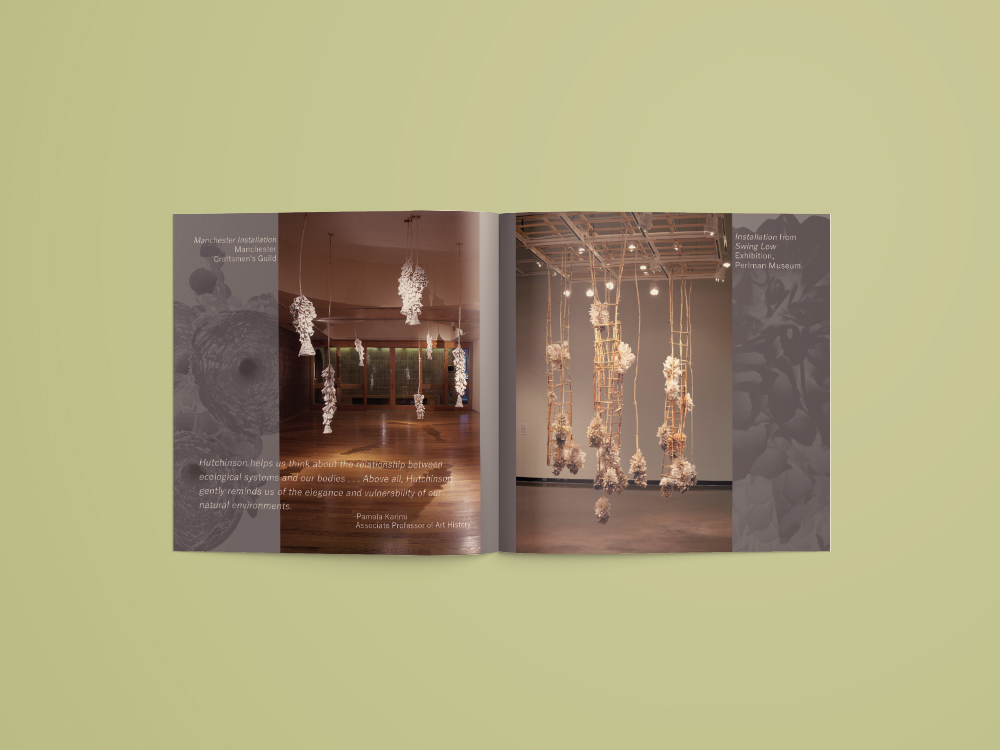 Manchester Installation
Manchester
Craftsmen's Guild
Hutchinson helps us think about the relationship between
ecological systems and our bodies . . . Above all, Hutchinson
gently reminds us of the elegance and vulnerability of our
natural environments.
-Pamela Karimi
Associate Professor of Art History
Installation from
Swing Low
Exhibition,
Perlman Museum